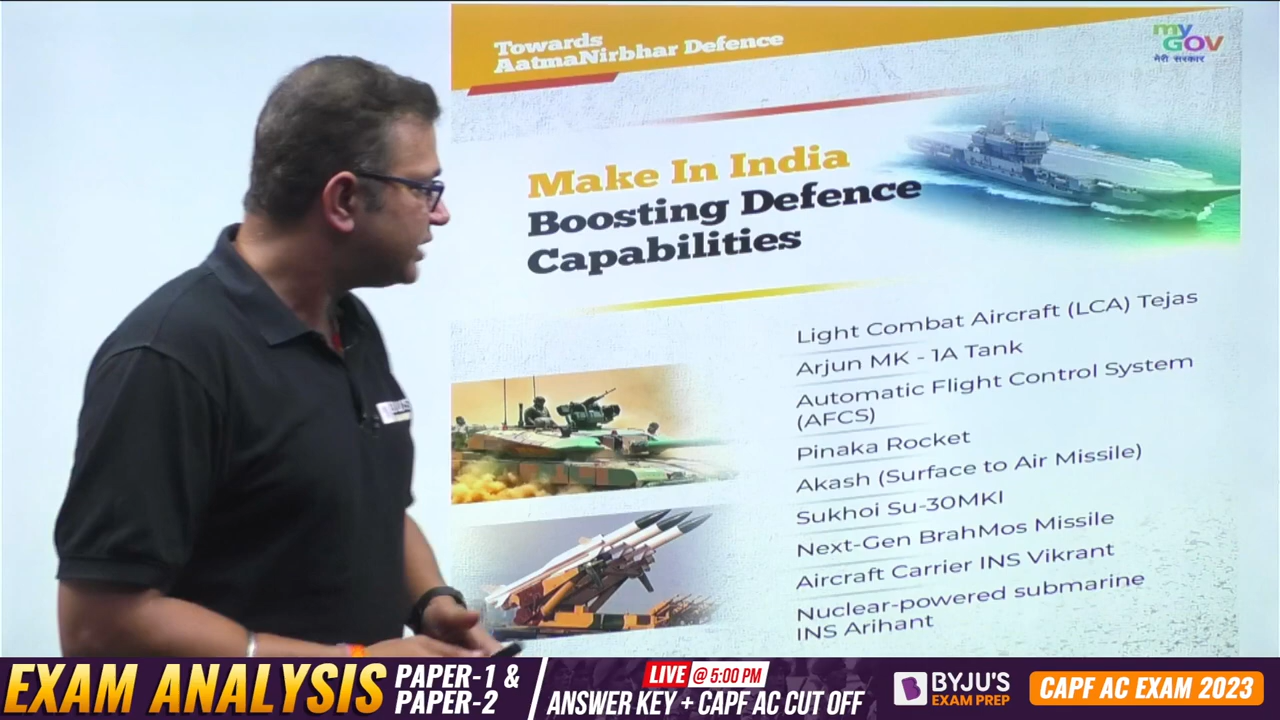 Towards
AatmaNirbhar Defence
my
GOV
मेरी सरकार
Make In India
Boosting Defence
Capabilities
Light Combat Aircraft (LCA) Tejas
Arjun MK - 1A Tank
Automatic Flight Control System
(AFCS)
Pinaka Rocket
Akash (Surface to Air Missile)
Sukhoi Su-30MKI
Next-Gen BrahMos Missile
Aircraft Carrier INS Vikrant
Nuclear-powered submarine
INS Arihant
EXAM ANALYSIS
PAPER-1 &
PAPER-2
LIVE @ 5:00 PM
ANSWER KEY + CAPF AC CUT OFF
BYJU'S
EXAM PREP
CAPF AC EXAM 2023